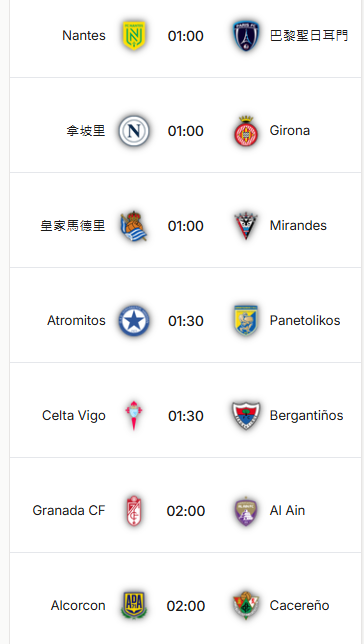 Nantes 01:00 巴黎聖日耳門
拿坡里 01:00 Girona
皇家馬德里 01:00 Mirandes
Atromitos 01:30 Panetolikos
Celta Vigo 01:30 Bergantiños
Granada CF 02:00 Al Ain
Alcorcon 02:00 Cacereño